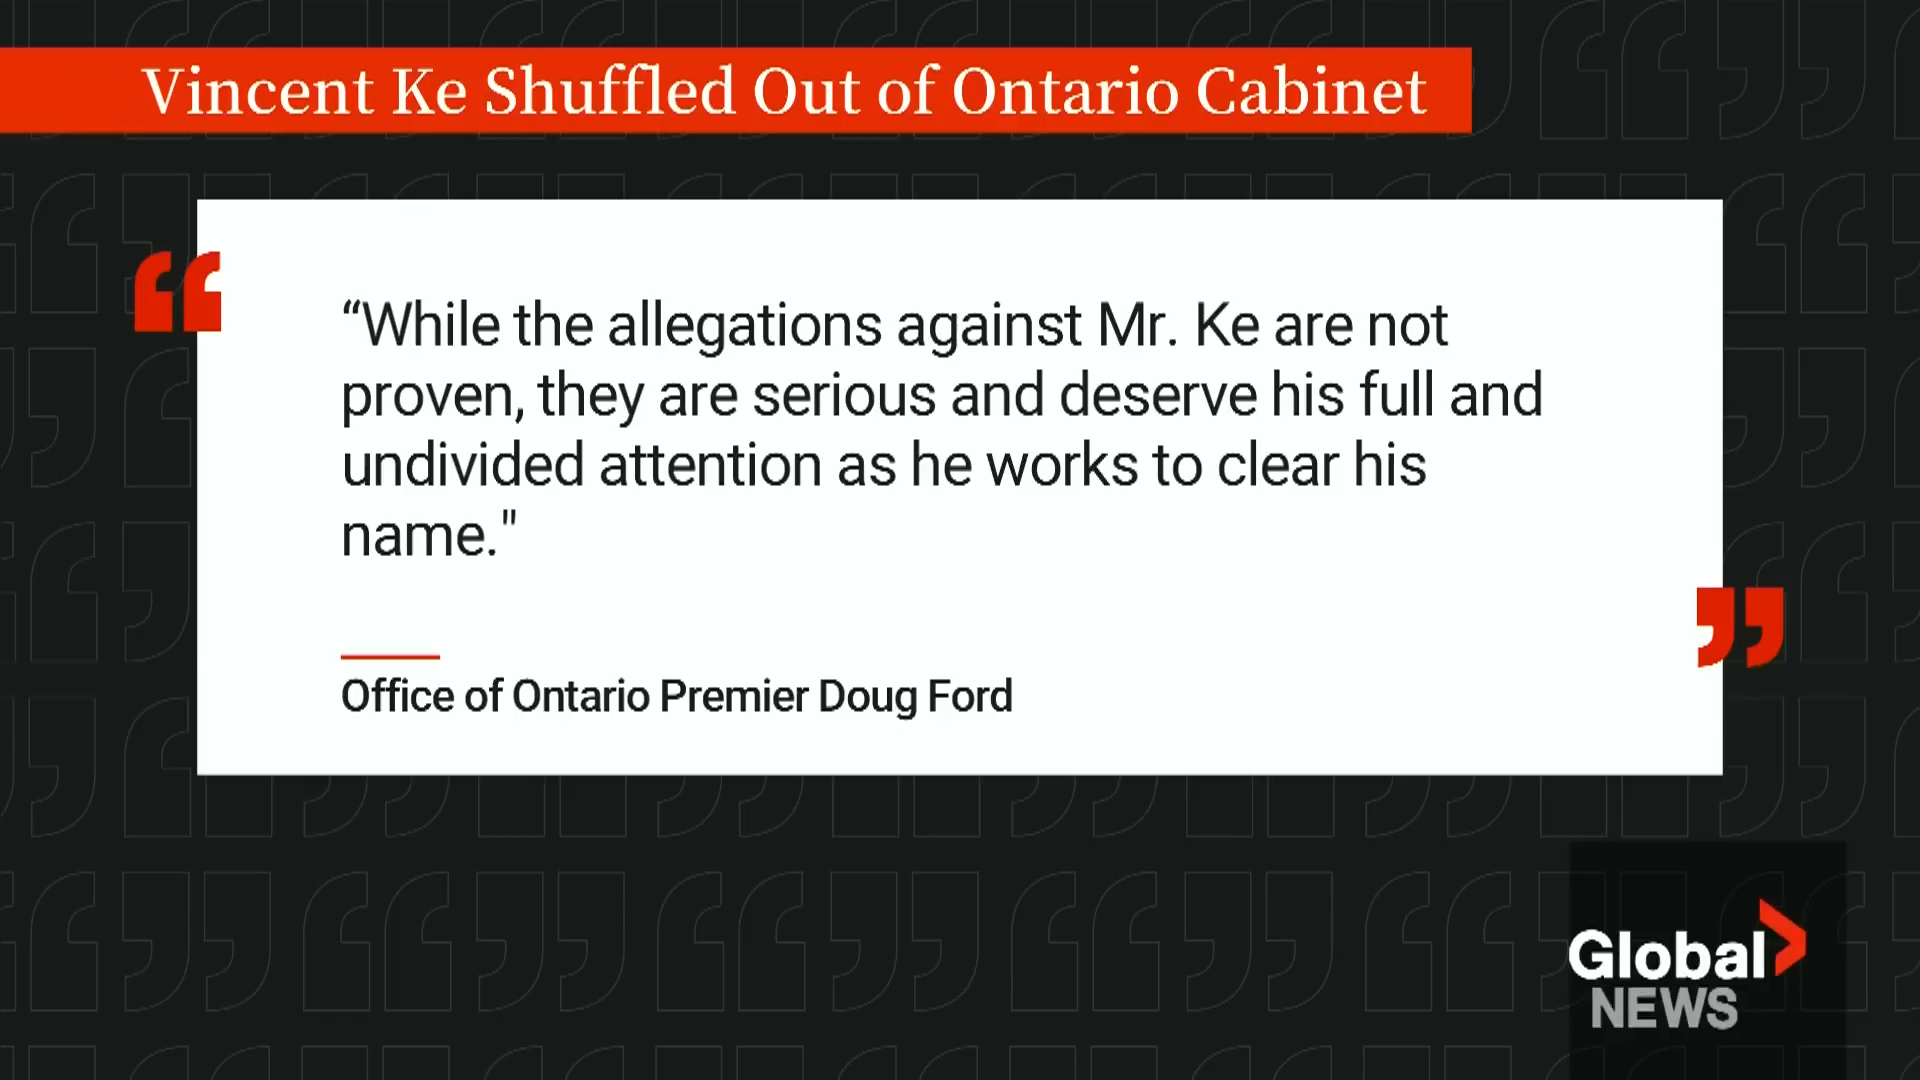 Vincent Ke Shuffled Out of Ontario Cabinet
“While the allegations against Mr. Ke are not
proven, they are serious and deserve his full and
undivided attention as he works to clear his
name."
Office of Ontario Premier Doug Ford
Global
NEWS